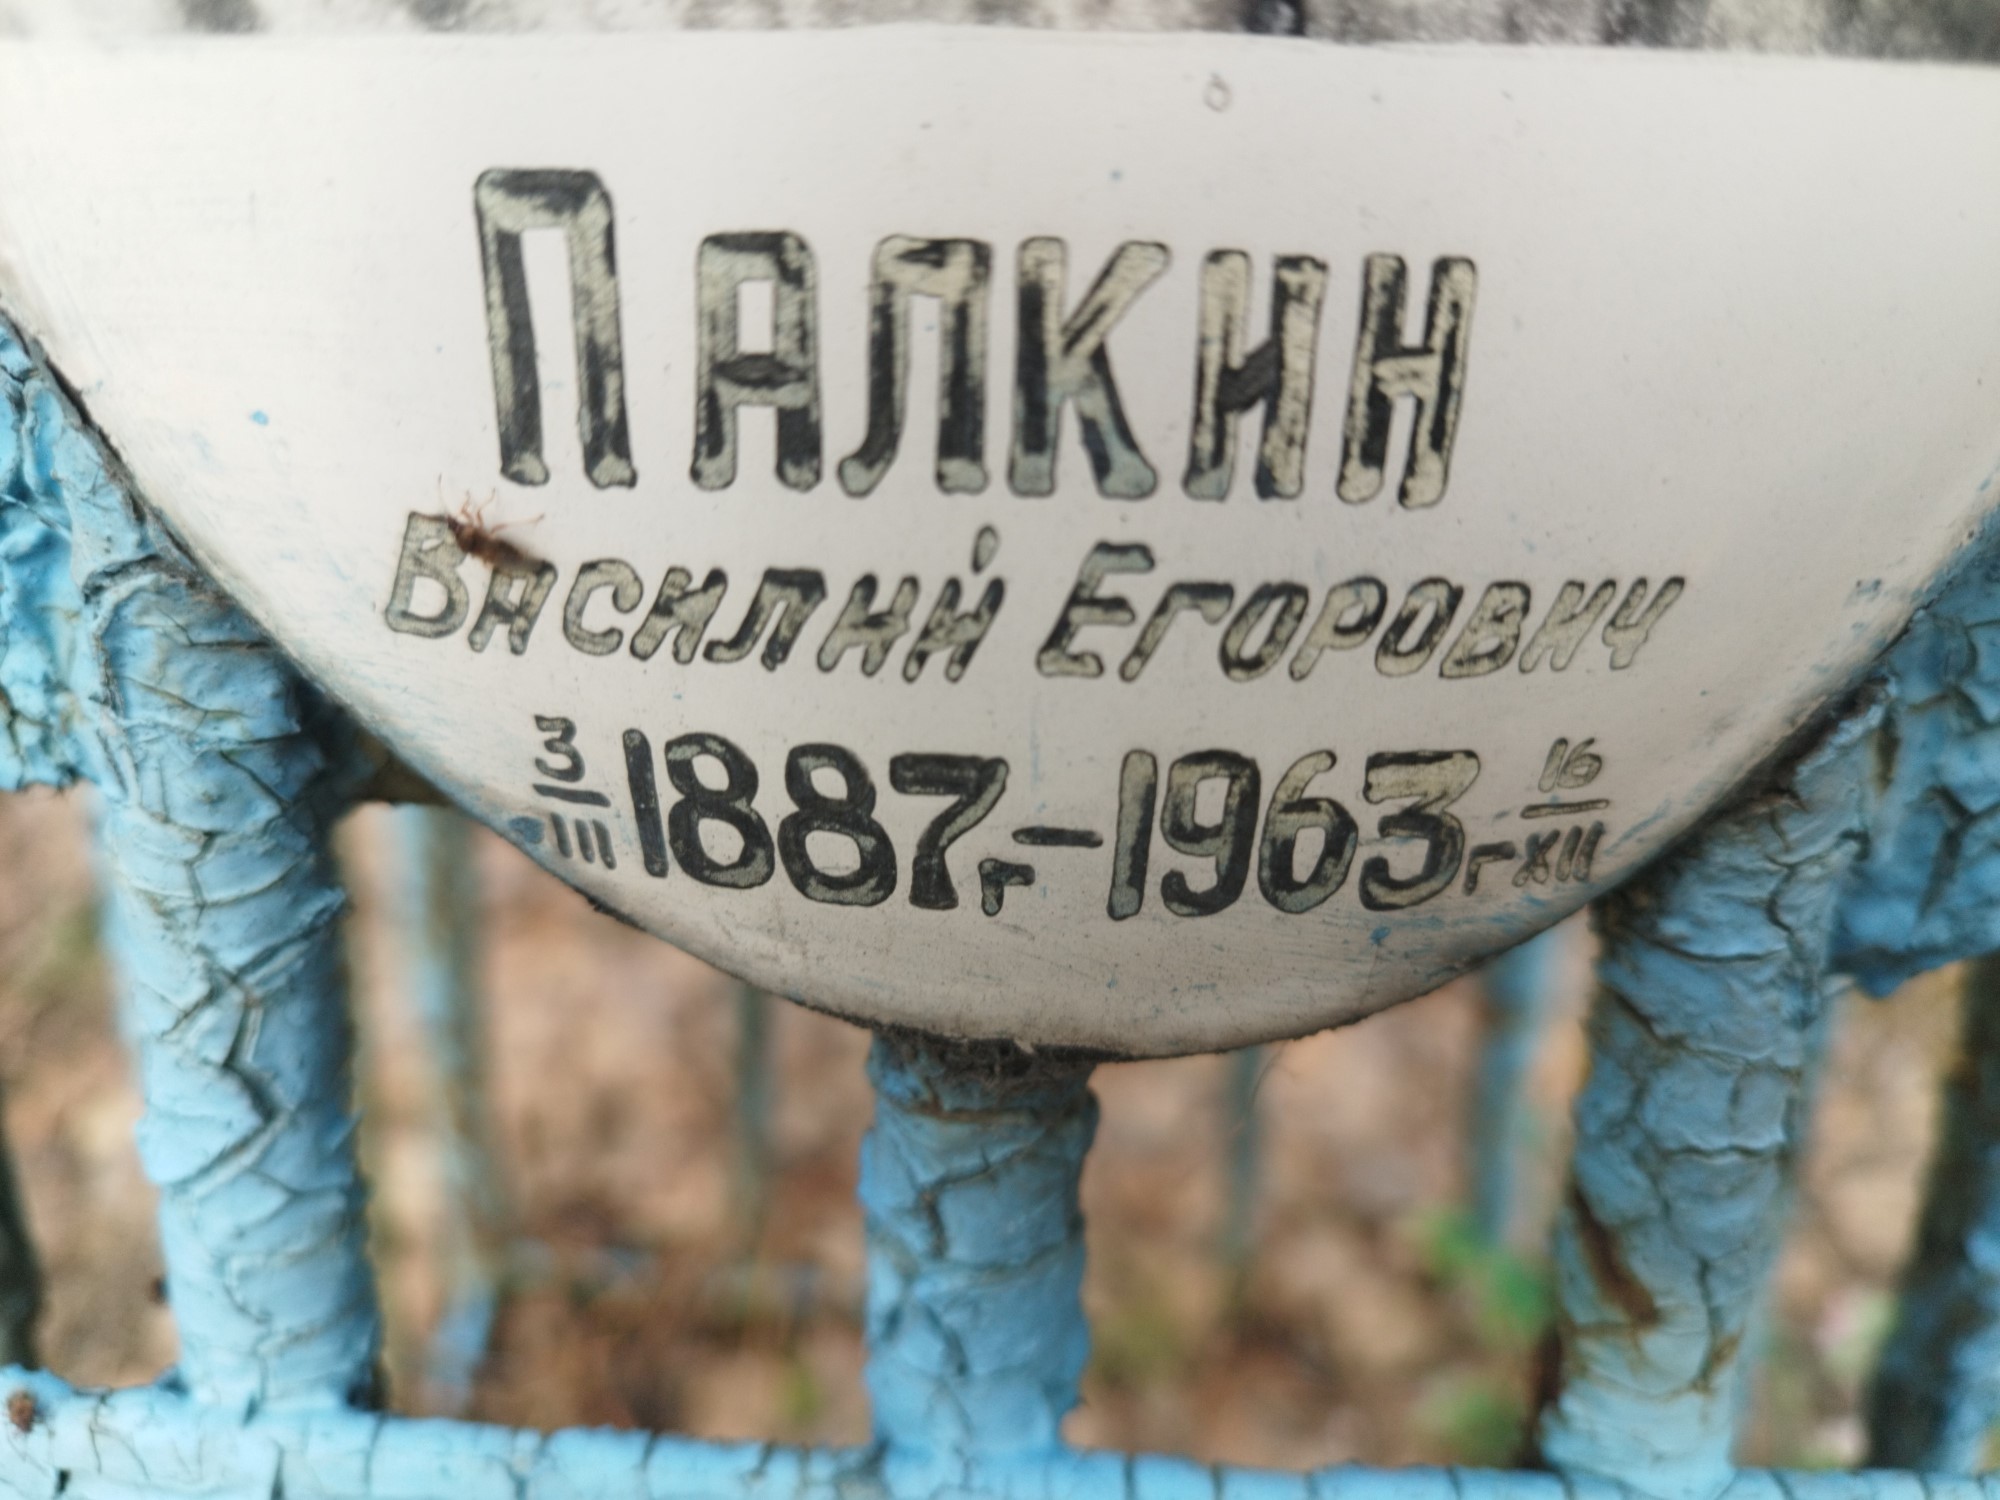 Палкин
Василий Егорович
3/III 1887г – 1963г 16/XII